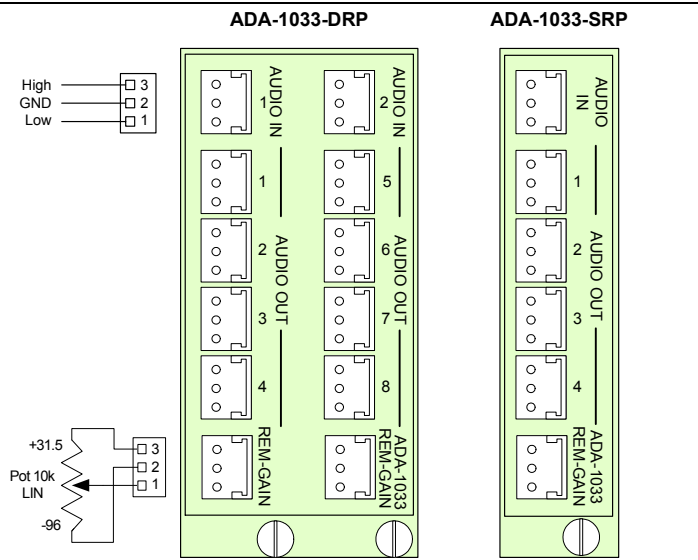 ADA-1033-DRP
ADA-1033-SRP
High
GND
Low
3
2
1
AUDIO IN
1
AUDIO IN
2
AUDIO
IN
1
2
3
4
AUDIO OUT
5
6
7
8
AUDIO OUT
1
2
3
4
AUDIO OUT
REM-GAIN
ADA-1033
REM-GAIN
ADA-1033
REM-GAIN
+31.5
Pot 10k
LIN
-96
3
2
1